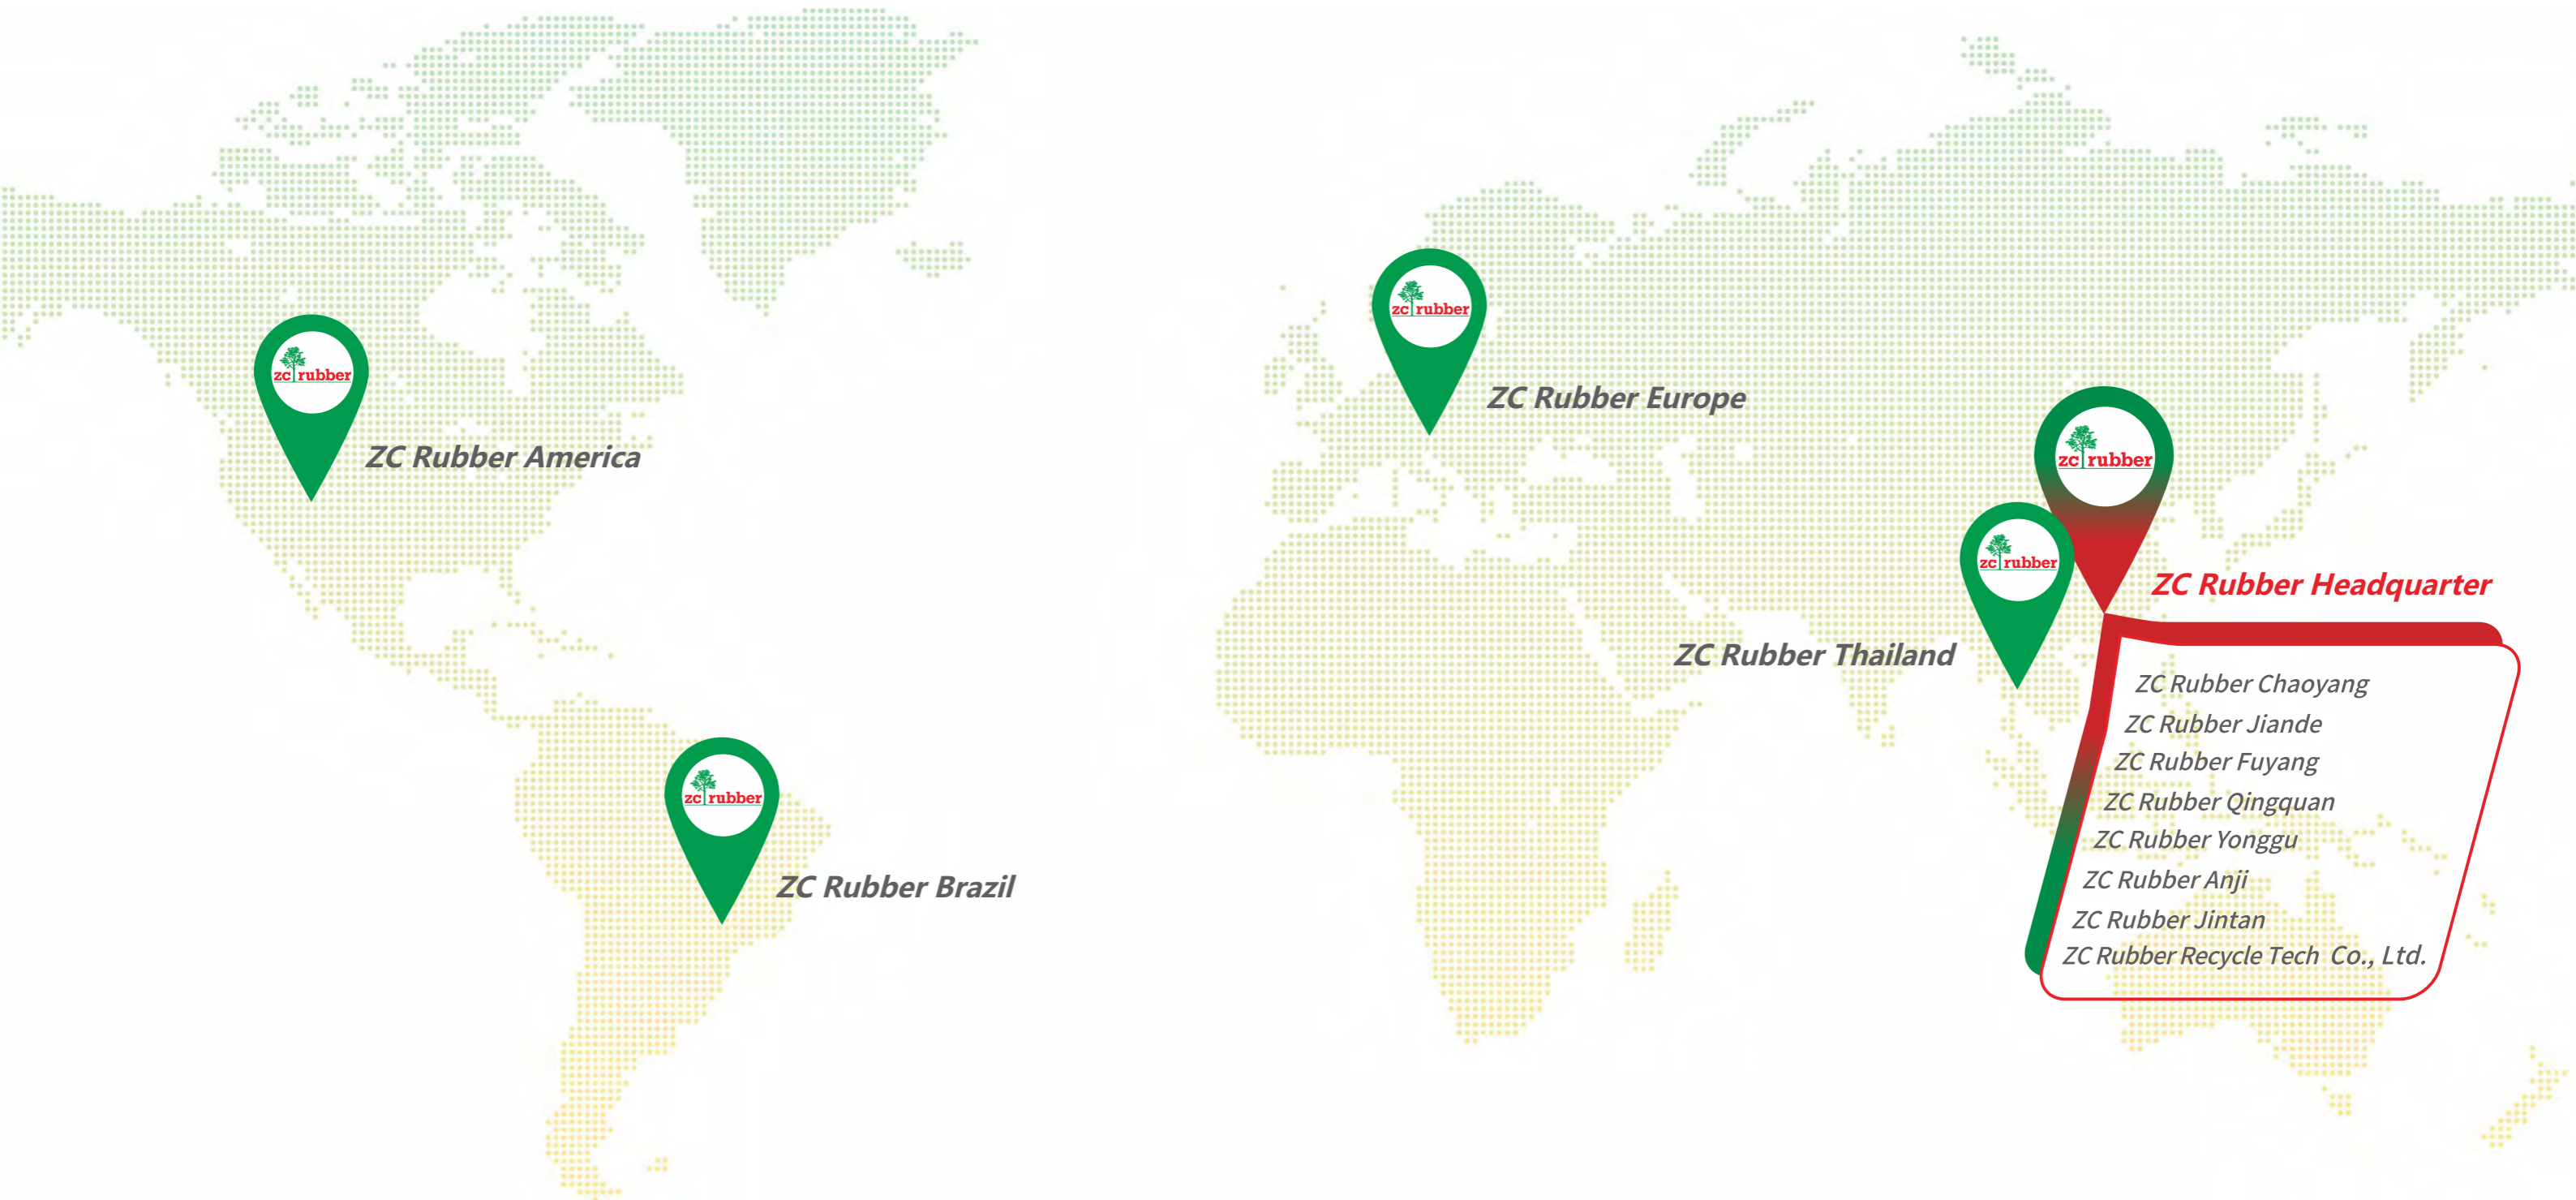 zc rubber
ZC Rubber America
zc rubber
ZC Rubber Europe
zc rubber
ZC Rubber Headquarter
zc rubber
ZC Rubber Thailand
ZC Rubber Chaoyang
ZC Rubber Jiande
ZC Rubber Fuyang
ZC Rubber Qingquan
ZC Rubber Yonggu
ZC Rubber Anji
ZC Rubber Jintan
ZC Rubber Recycle Tech Co., Ltd.
zc rubber
ZC Rubber Brazil